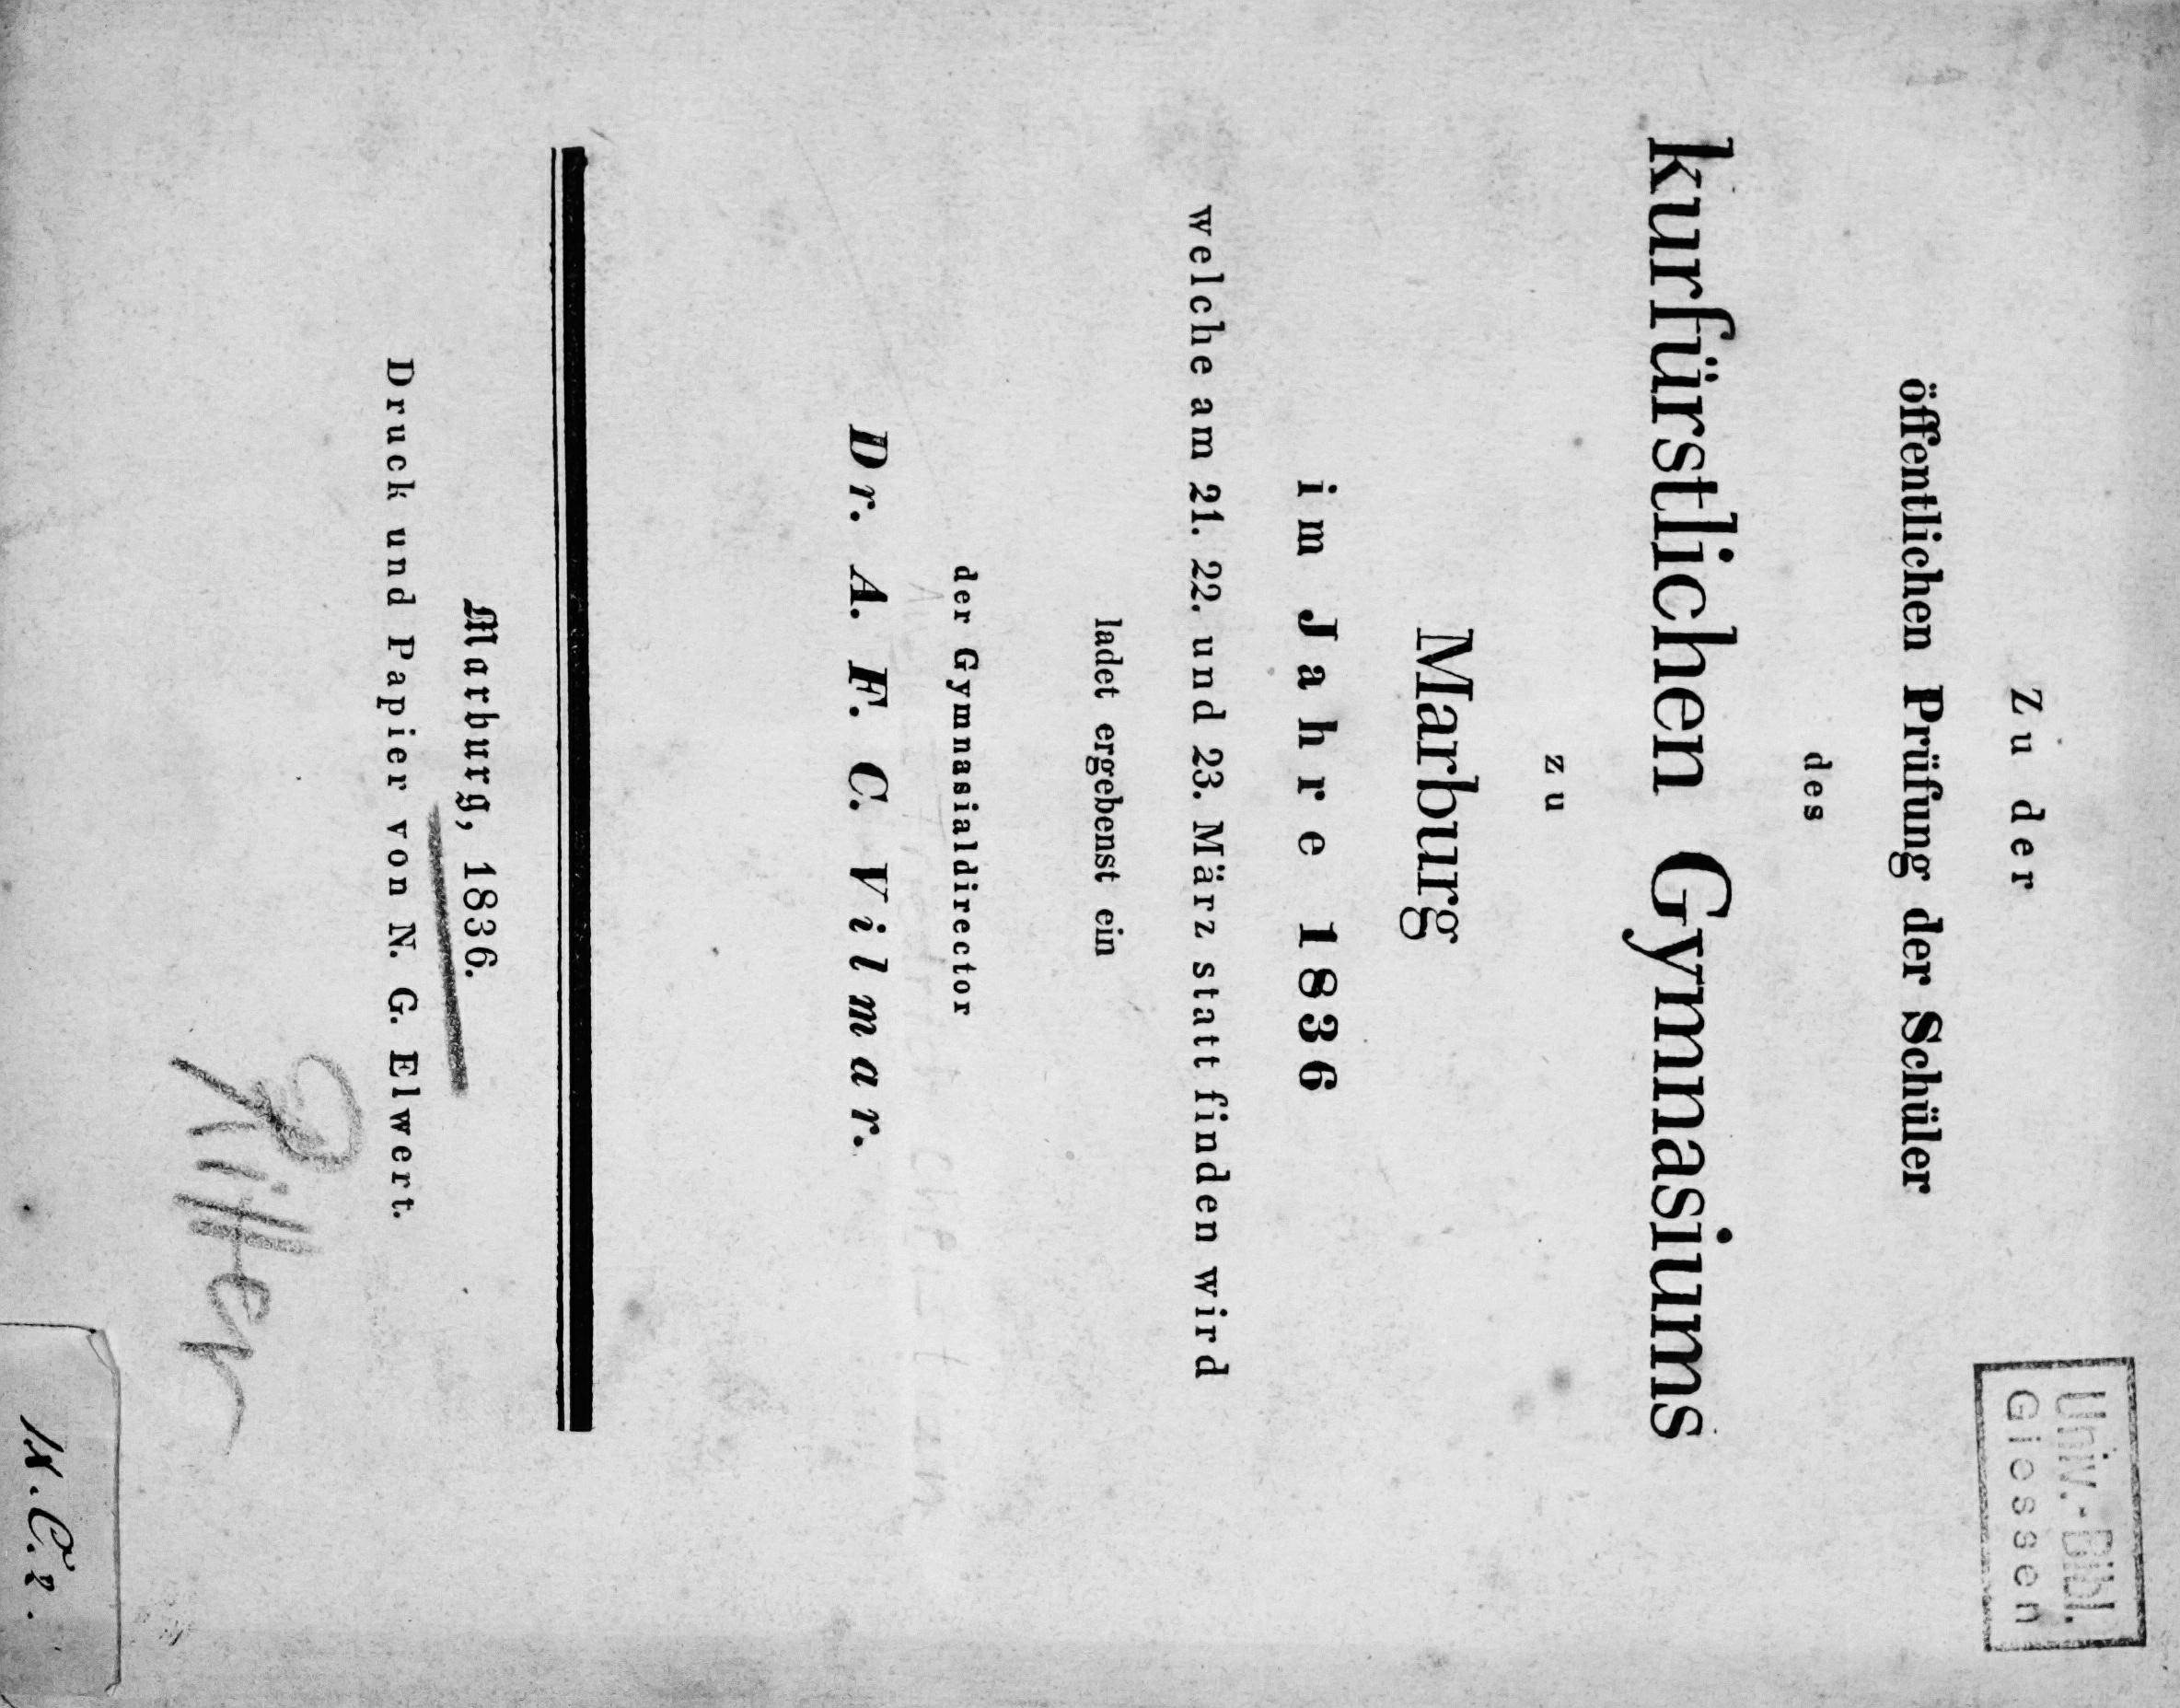 Univ.-Bibl.
Giessen
Zu der
öffentlichen Prüfung der Schüler
des
kurfürstlichen Gymnasiums
zu
Marburg
im Jahre 1836
welche am 21. 22. und 23. März statt finden wird
ladet ergebenst ein
der Gymnasialdirector
Dr. A. F. C. Vilmar.
Marburg, 1836.
Druck und Papier von N. G. Elwert.
Ritter